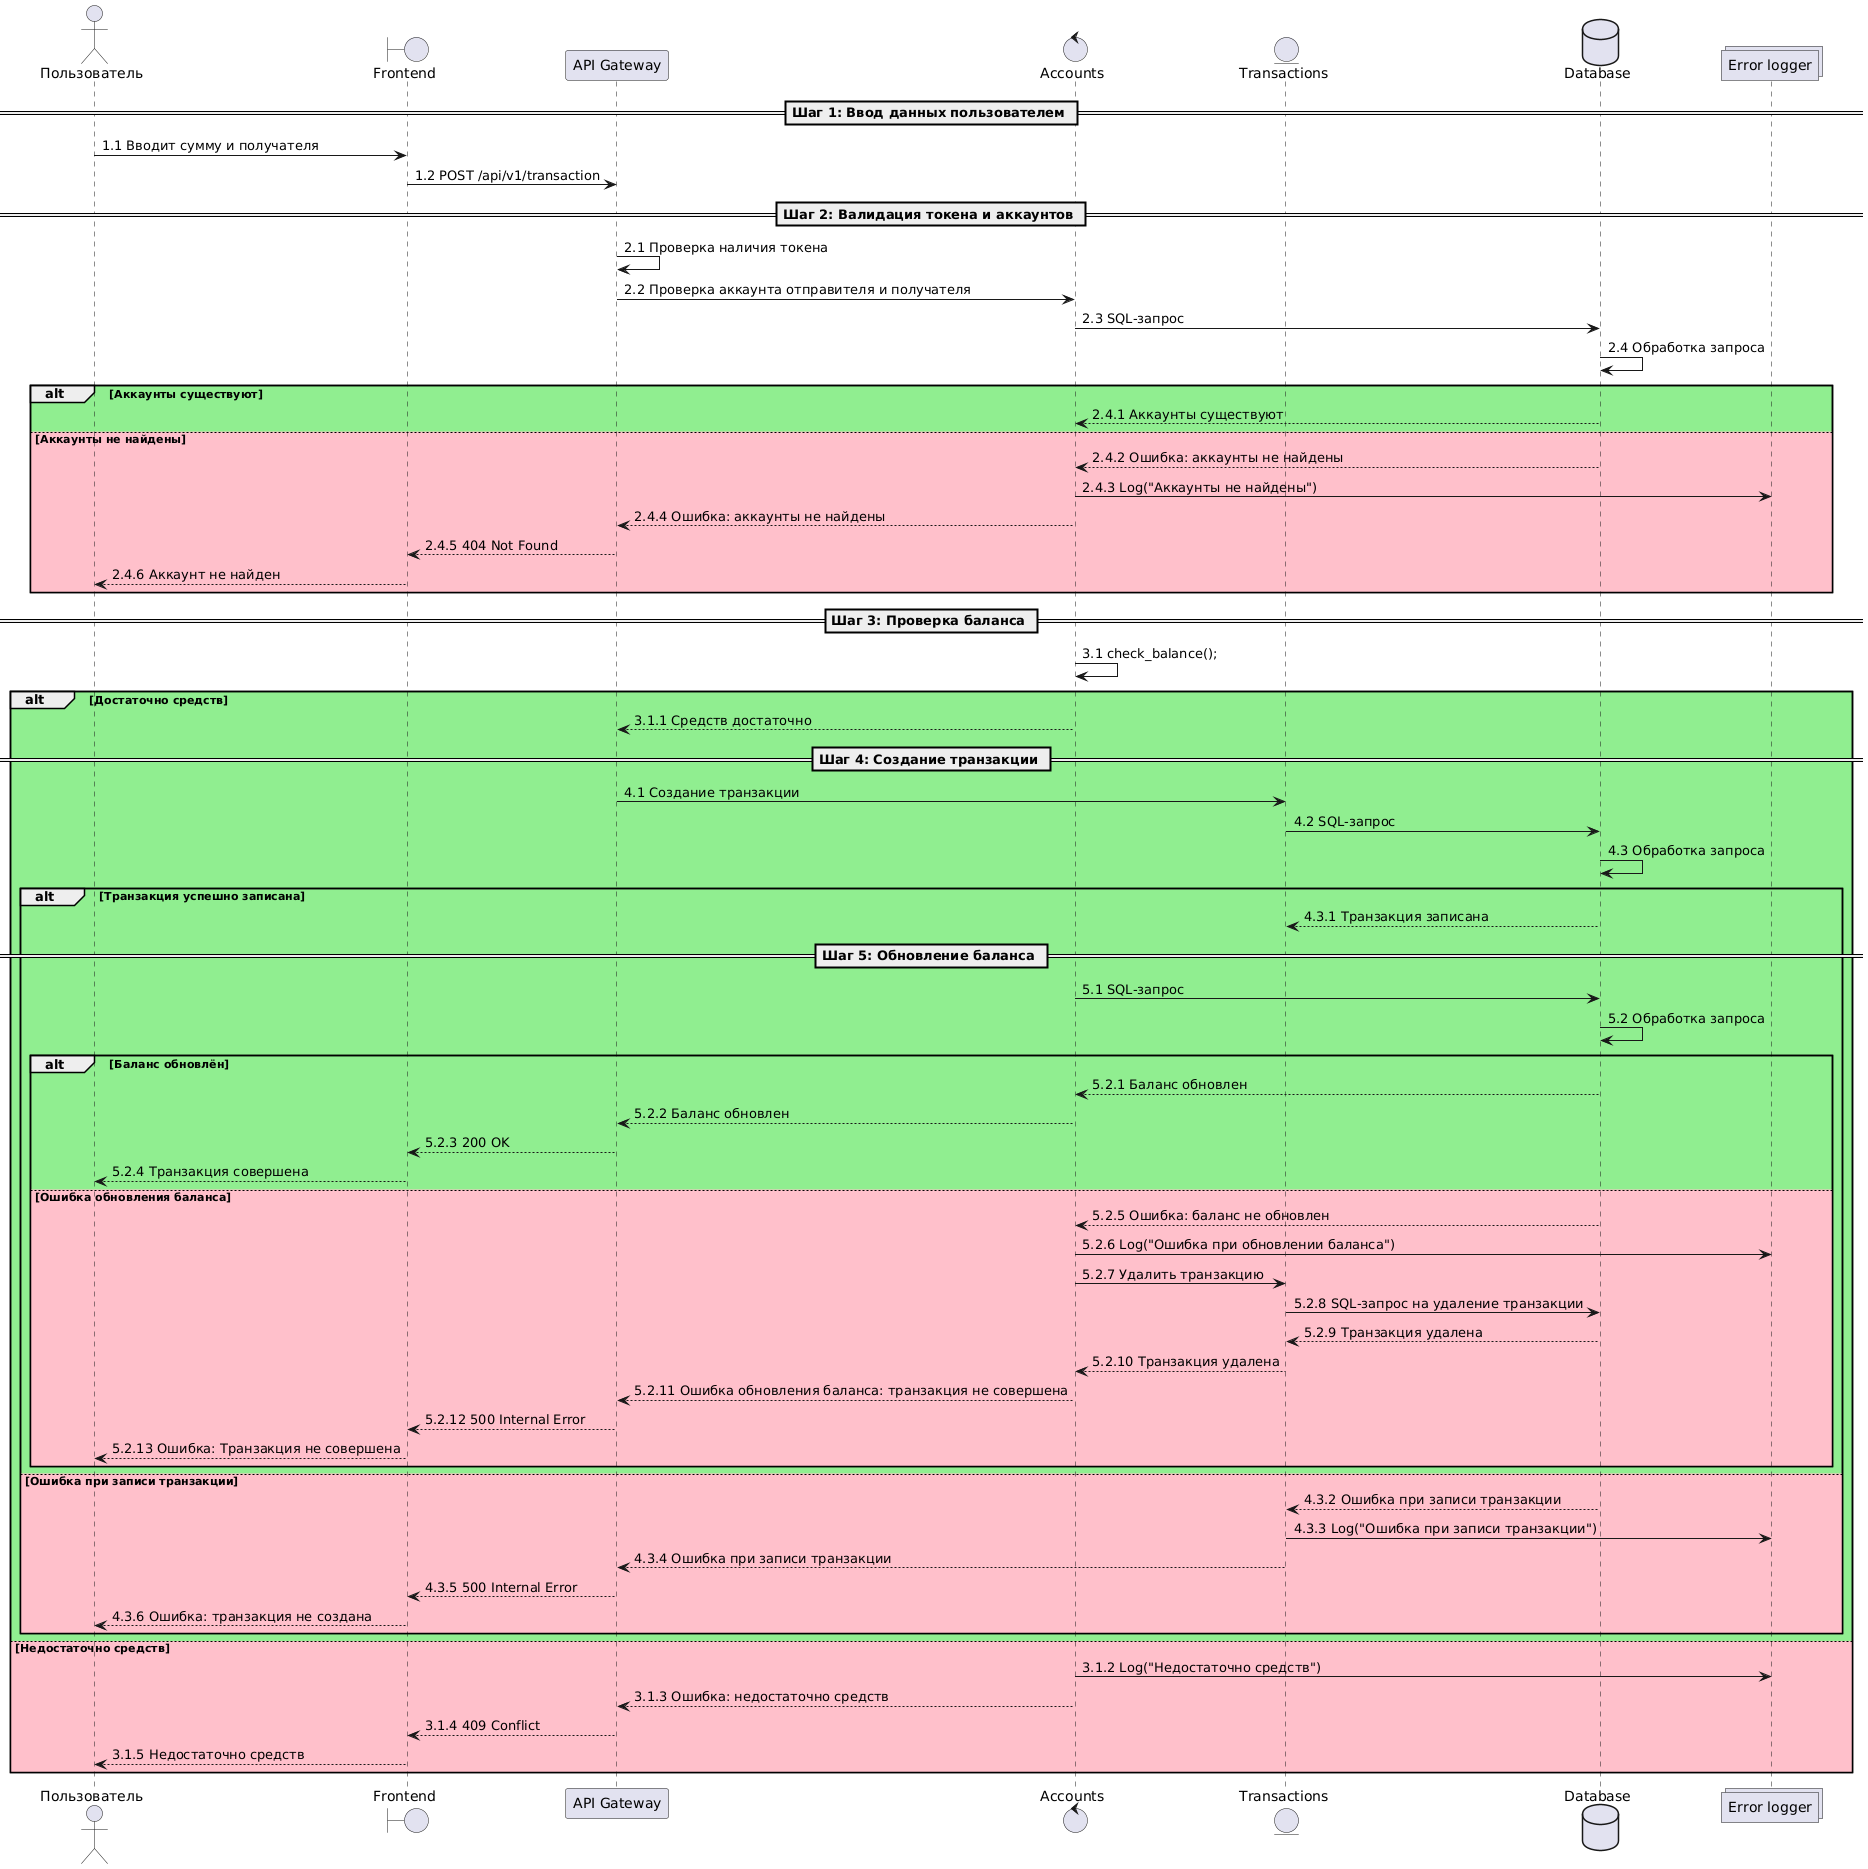 Пользователь
Frontend
API Gateway
Accounts
Transactions
Database
Error logger
Шаг 1: Ввод данных пользователем
1.1 Вводит сумму и получателя
1.2 POST /api/v1/transaction
Шаг 2: Валидация токена и аккаунтов
2.1 Проверка наличия токена
2.2 Проверка аккаунта отправителя и получателя
2.3 SQL-запрос
2.4 Обработка запроса
alt [Аккаунты существуют]
2.4.1 Аккаунты существуют
[Аккаунты не найдены]
2.4.2 Ошибка: аккаунты не найдены
2.4.3 Log("Аккаунты не найдены")
2.4.4 Ошибка: аккаунты не найдены
2.4.5 404 Not Found
2.4.6 Аккаунт не найден
Шаг 3: Проверка баланса
3.1 check_balance();
alt [Достаточно средств]
3.1.1 Средств достаточно
Шаг 4: Создание транзакции
4.1 Создание транзакции
4.2 SQL-запрос
4.3 Обработка запроса
alt [Транзакция успешно записана]
4.3.1 Транзакция записана
Шаг 5: Обновление баланса
5.1 SQL-запрос
5.2 Обработка запроса
alt [Баланс обновлён]
5.2.1 Баланс обновлен
5.2.2 Баланс обновлен
5.2.3 200 OK
5.2.4 Транзакция совершена
[Ошибка обновления баланса]
5.2.5 Ошибка: баланс не обновлен
5.2.6 Log("Ошибка при обновлении баланса")
5.2.7 Удалить транзакцию
5.2.8 SQL-запрос на удаление транзакции
5.2.9 Транзакция удалена
5.2.10 Транзакция удалена
5.2.11 Ошибка обновления баланса: транзакция не совершена
5.2.12 500 Internal Error
5.2.13 Ошибка: Транзакция не совершена
[Ошибка при записи транзакции]
4.3.2 Ошибка при записи транзакции
4.3.3 Log("Ошибка при записи транзакции")
4.3.4 Ошибка при записи транзакции
4.3.5 500 Internal Error
4.3.6 Ошибка: транзакция не создана
[Недостаточно средств]
3.1.2 Log("Недостаточно средств")
3.1.3 Ошибка: недостаточно средств
3.1.4 409 Conflict
3.1.5 Недостаточно средств
Пользователь
Frontend
API Gateway
Accounts
Transactions
Database
Error logger